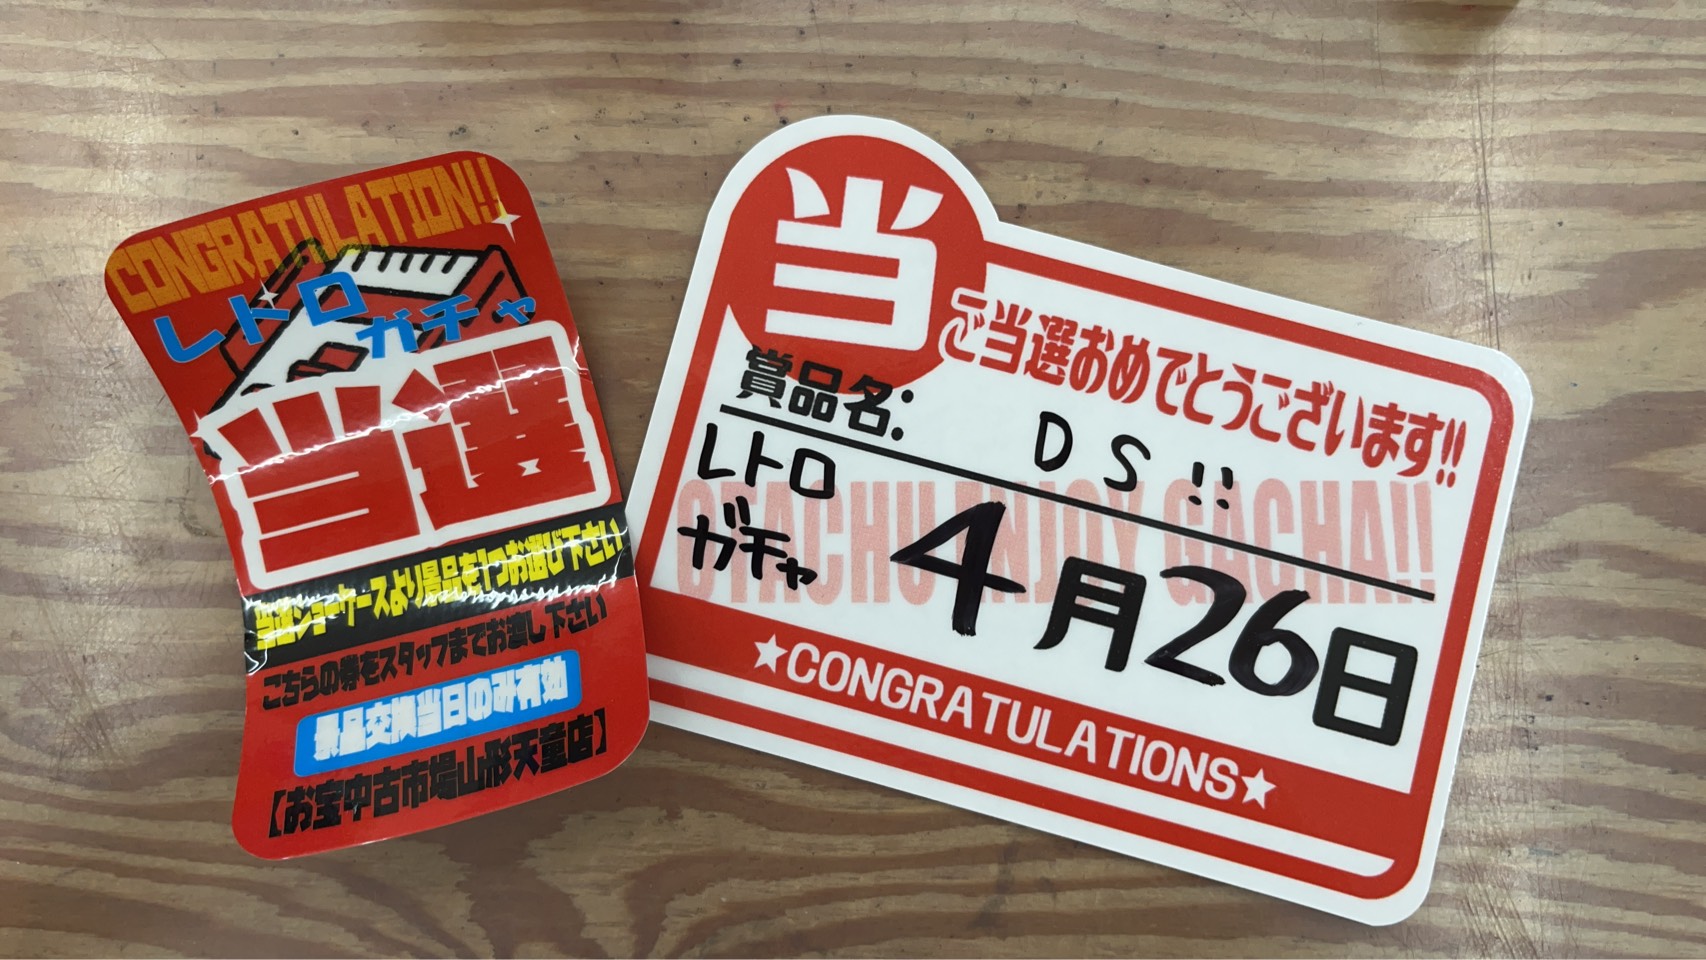 CONGRATULATION!!
レトロ
ガチャ
当選
当選ショーケースより景品を1つお選び下さい
こちらの券をスタッフまでお渡し下さい
景品交換当日のみ有効
【お宝中古市場山形天童店】
当
ご当選おめでとうございます!!
賞品名: DS!!
レトロ
ガチャ
4月26日
OTACHU ENJOY GACHA!!
★CONGRATULATIONS★